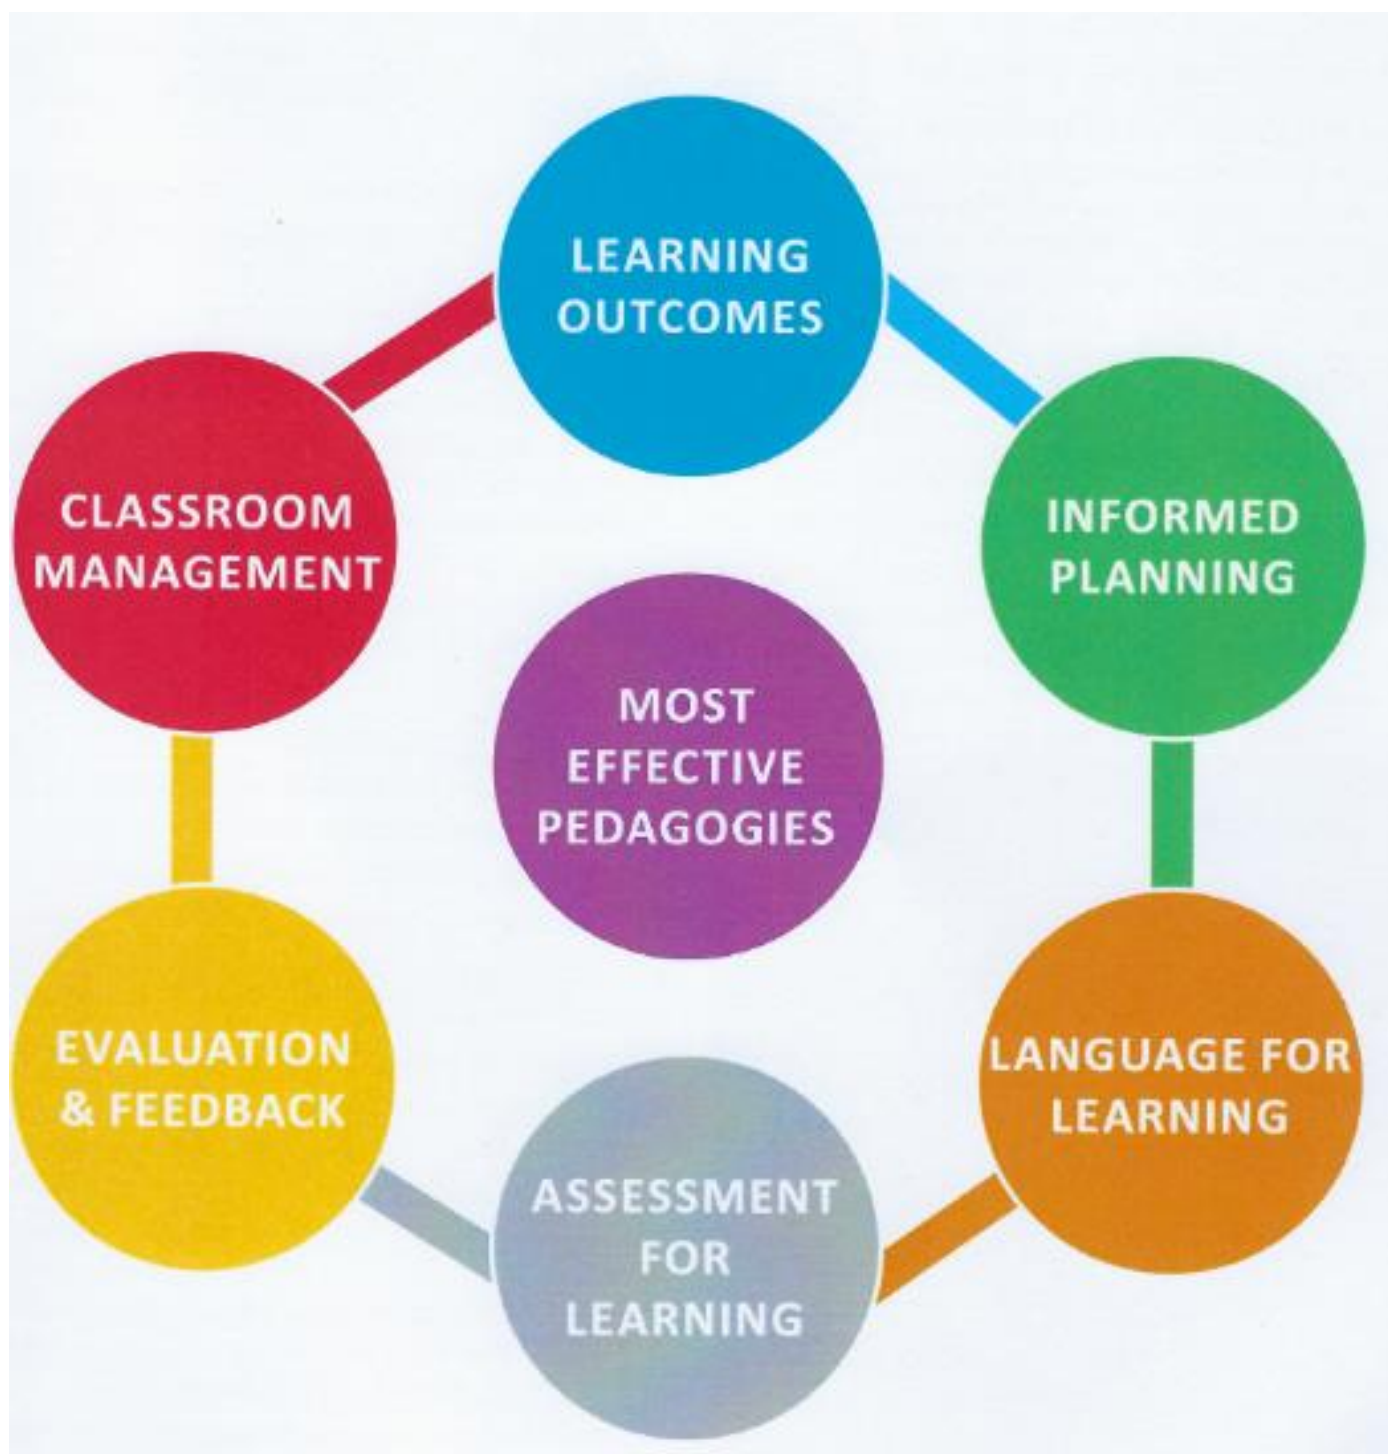 LEARNING
OUTCOMES
INFORMED
PLANNING
LANGUAGE FOR
LEARNING
ASSESSMENT
FOR
LEARNING
EVALUATION
& FEEDBACK
CLASSROOM
MANAGEMENT
MOST
EFFECTIVE
PEDAGOGIES